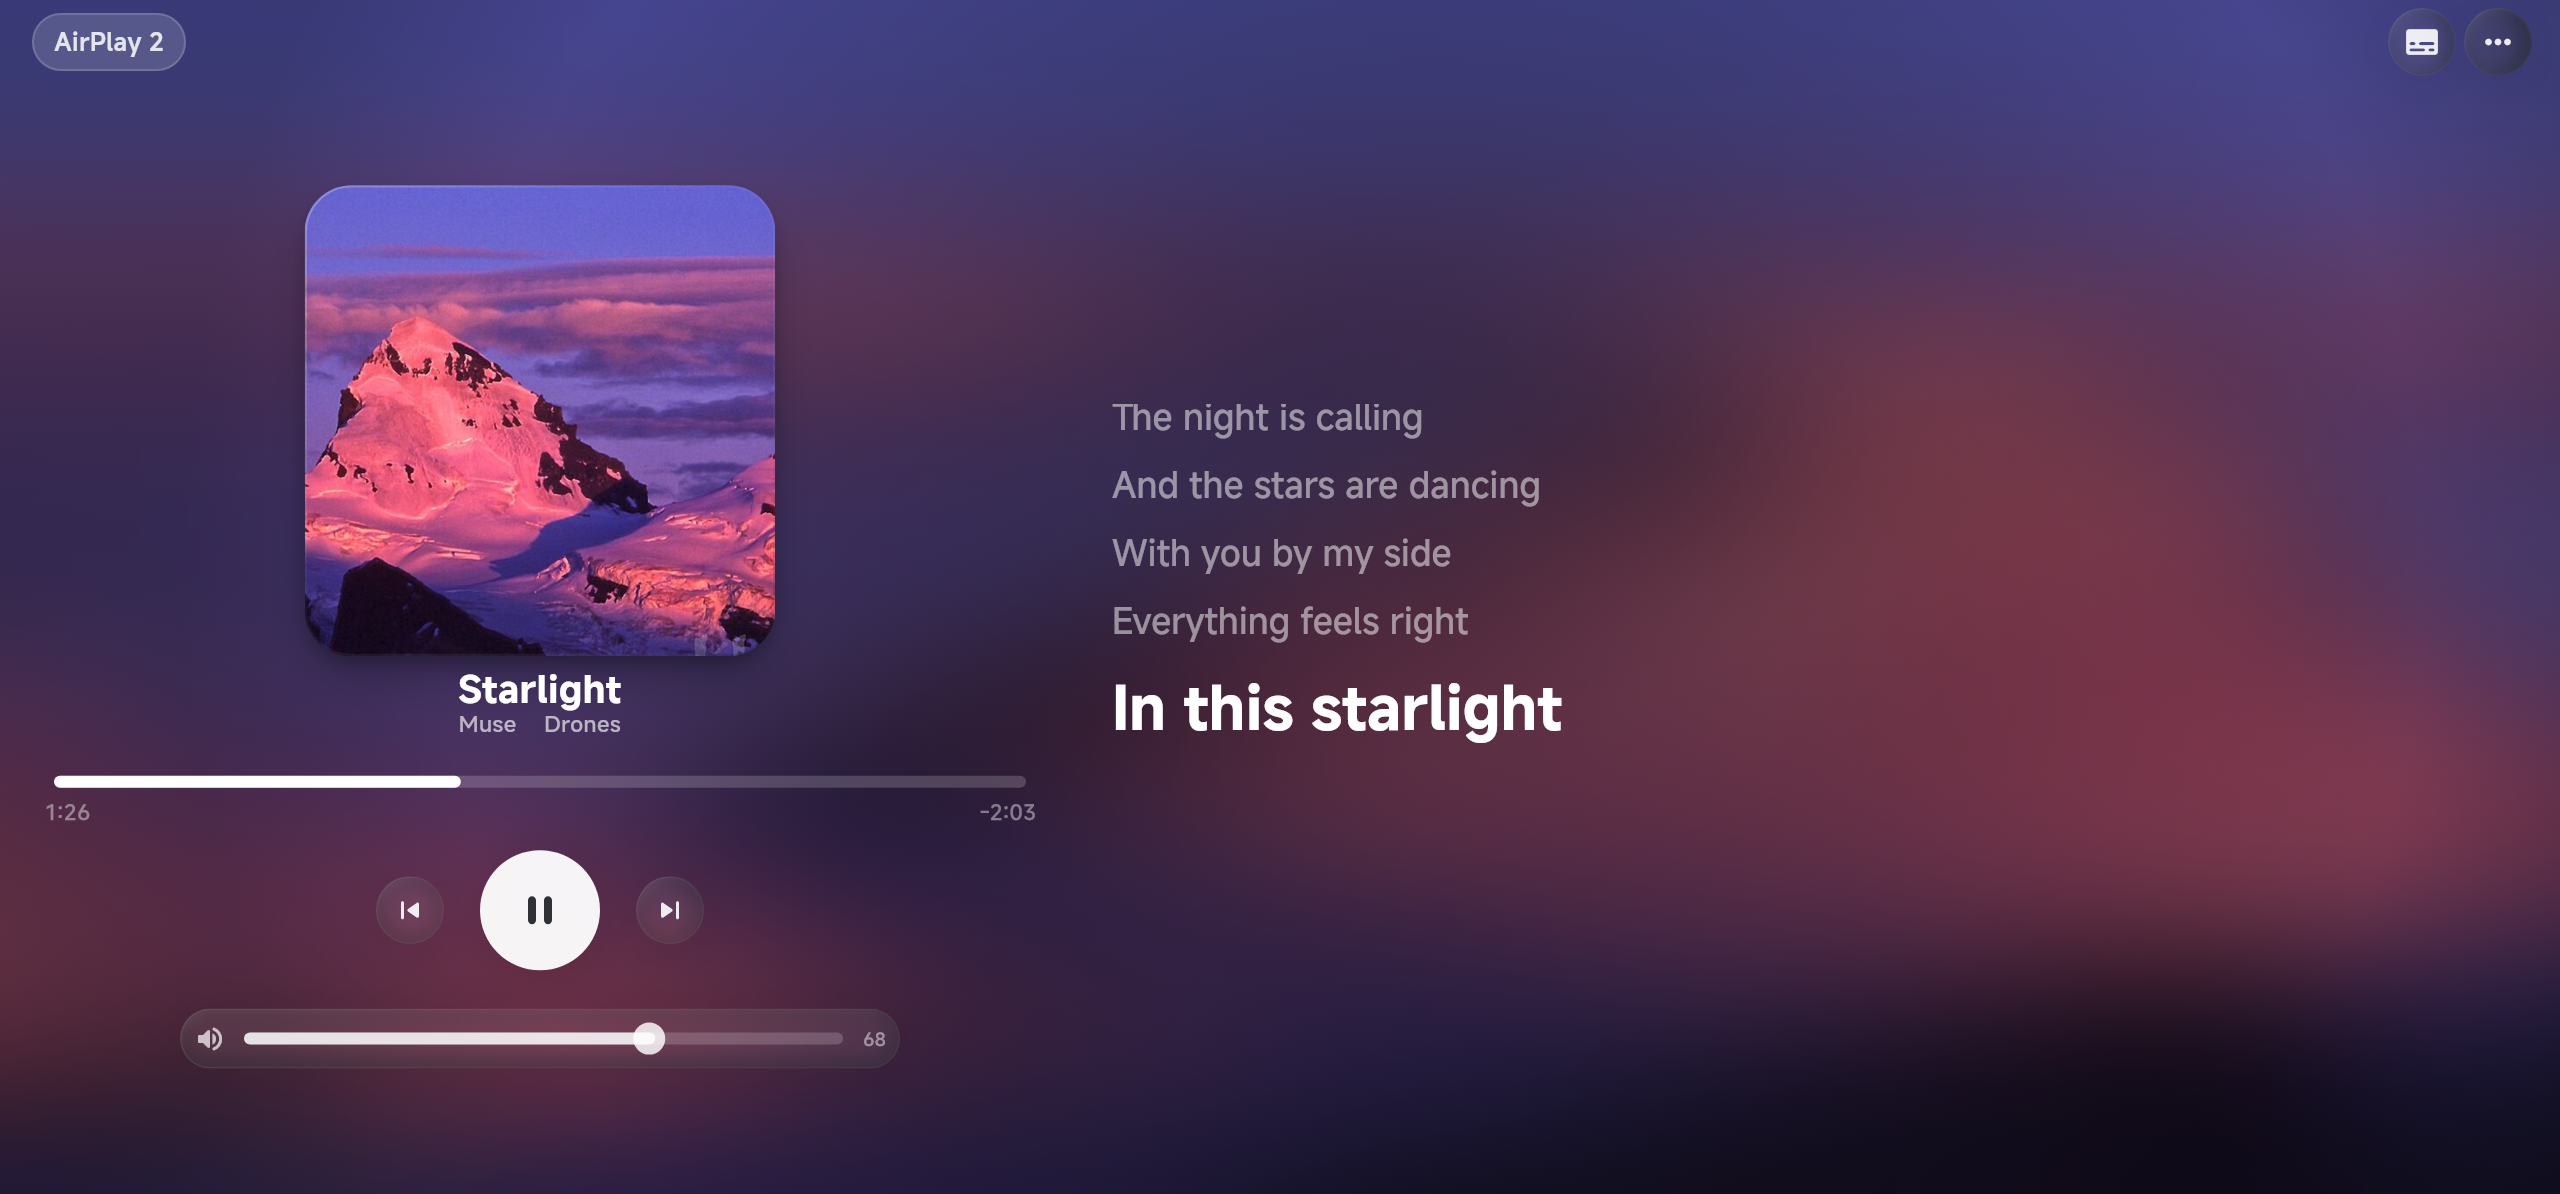 AirPlay 2
Starlight
Muse Drones
1:26
-2:03
68
The night is calling
And the stars are dancing
With you by my side
Everything feels right
In this starlight